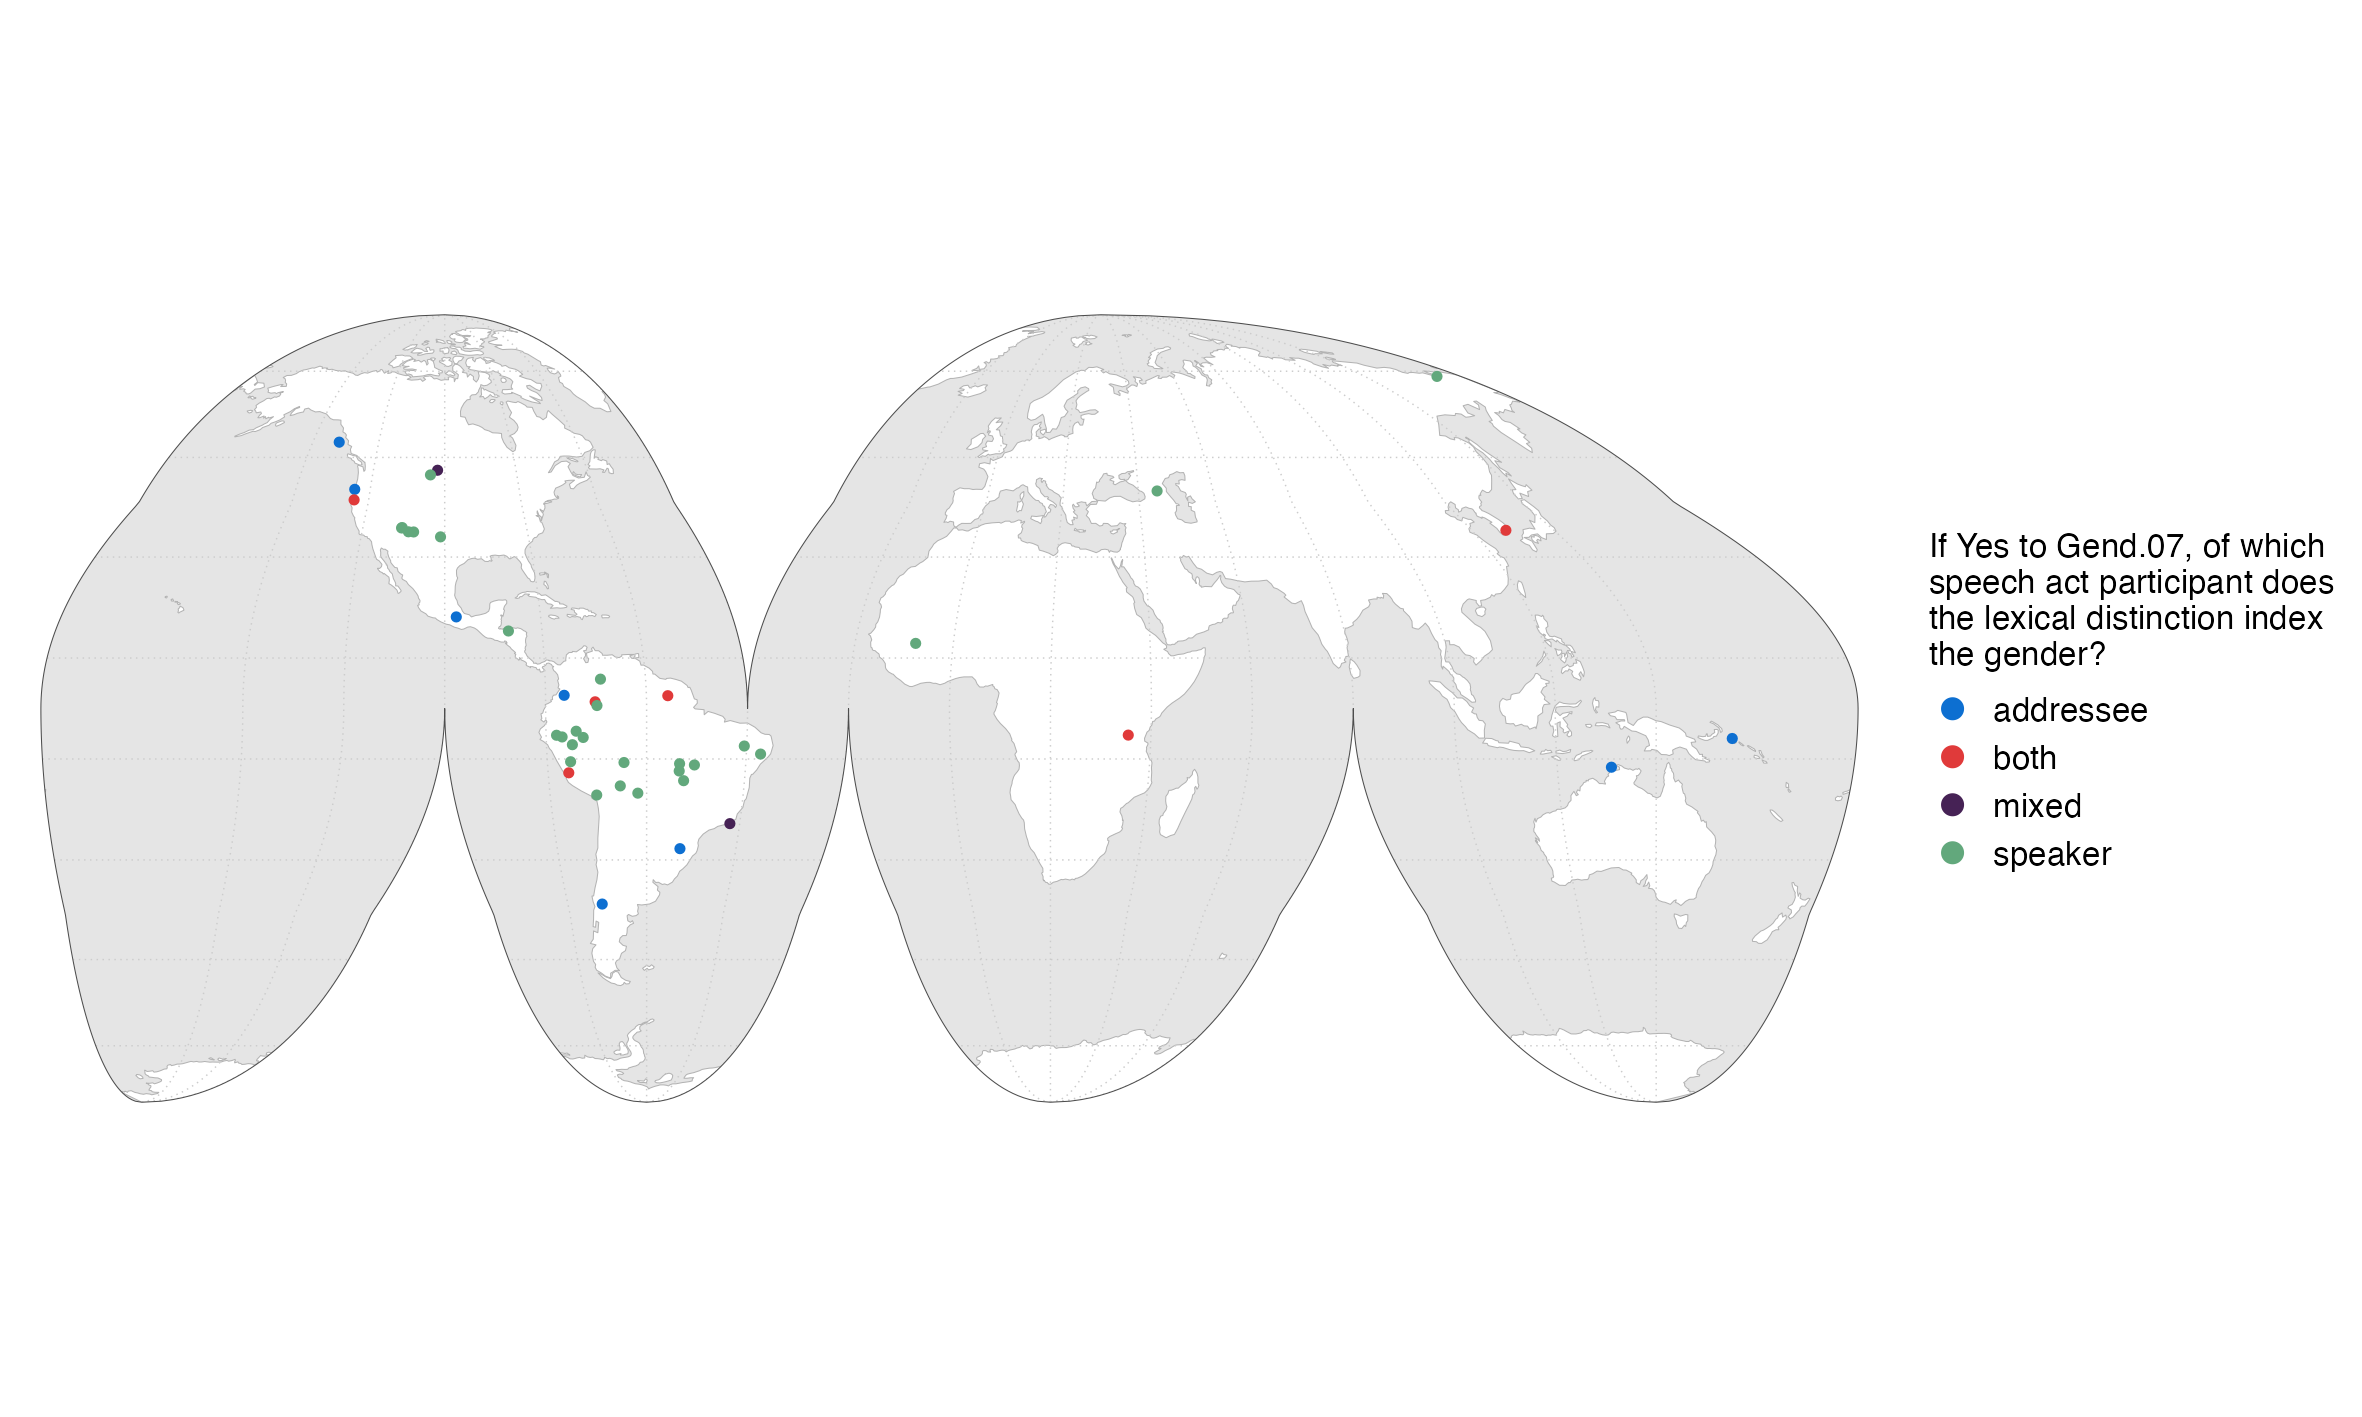 If Yes to Gend.07, of which
speech act participant does
the lexical distinction index
the gender?
addressee
both
mixed
speaker